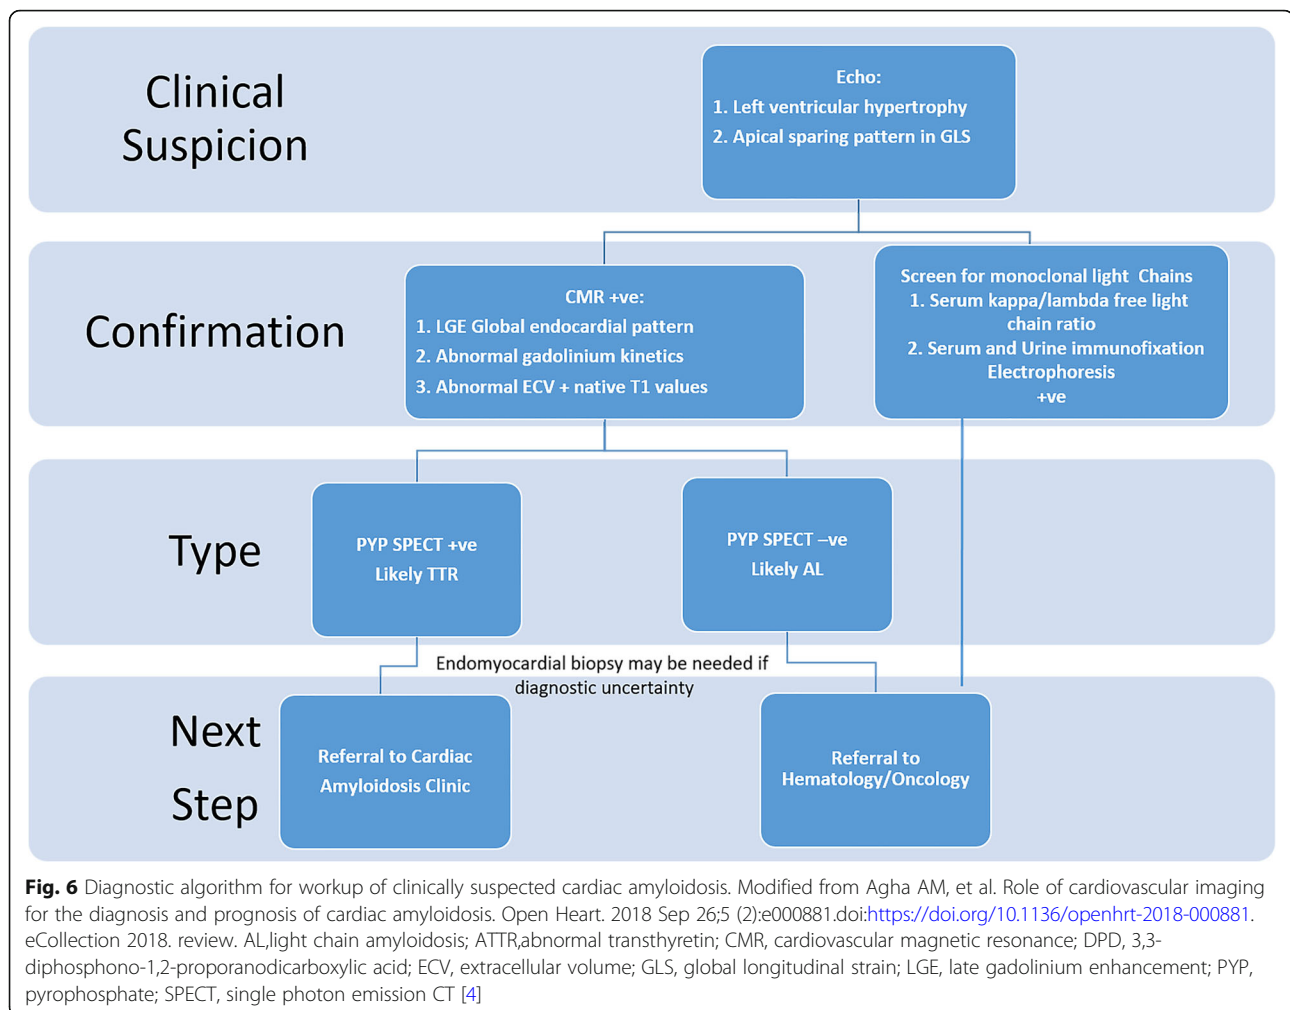 Clinical
Suspicion
Echo:
1. Left ventricular hypertrophy
2. Apical sparing pattern in GLS
Confirmation
CMR +ve:
1. LGE Global endocardial pattern
2. Abnormal gadolinium kinetics
3. Abnormal ECV + native T1 values
Screen for monoclonal light Chains
1. Serum kappa/lambda free light
chain ratio
2. Serum and Urine immunofixation
Electrophoresis
+ve
Type
PYP SPECT +ve
Likely TTR
PYP SPECT –ve
Likely AL
Endomyocardial biopsy may be needed if
diagnostic uncertainty
Next
Step
Referral to Cardiac
Amyloidosis Clinic
Referral to
Hematology/Oncology
Fig. 6 Diagnostic algorithm for workup of clinically suspected cardiac amyloidosis. Modified from Agha AM, et al. Role of cardiovascular imaging
for the diagnosis and prognosis of cardiac amyloidosis. Open Heart. 2018 Sep 26;5 (2):e000881.doi:https://doi.org/10.1136/openhrt-2018-000881.
eCollection 2018. review. AL,light chain amyloidosis; ATTR,abnormal transthyretin; CMR, cardiovascular magnetic resonance; DPD, 3,3-
diphosphono-1,2-proporanodicarboxylic acid; ECV, extracellular volume; GLS, global longitudinal strain; LGE, late gadolinium enhancement; PYP,
pyrophosphate; SPECT, single photon emission CT [4]